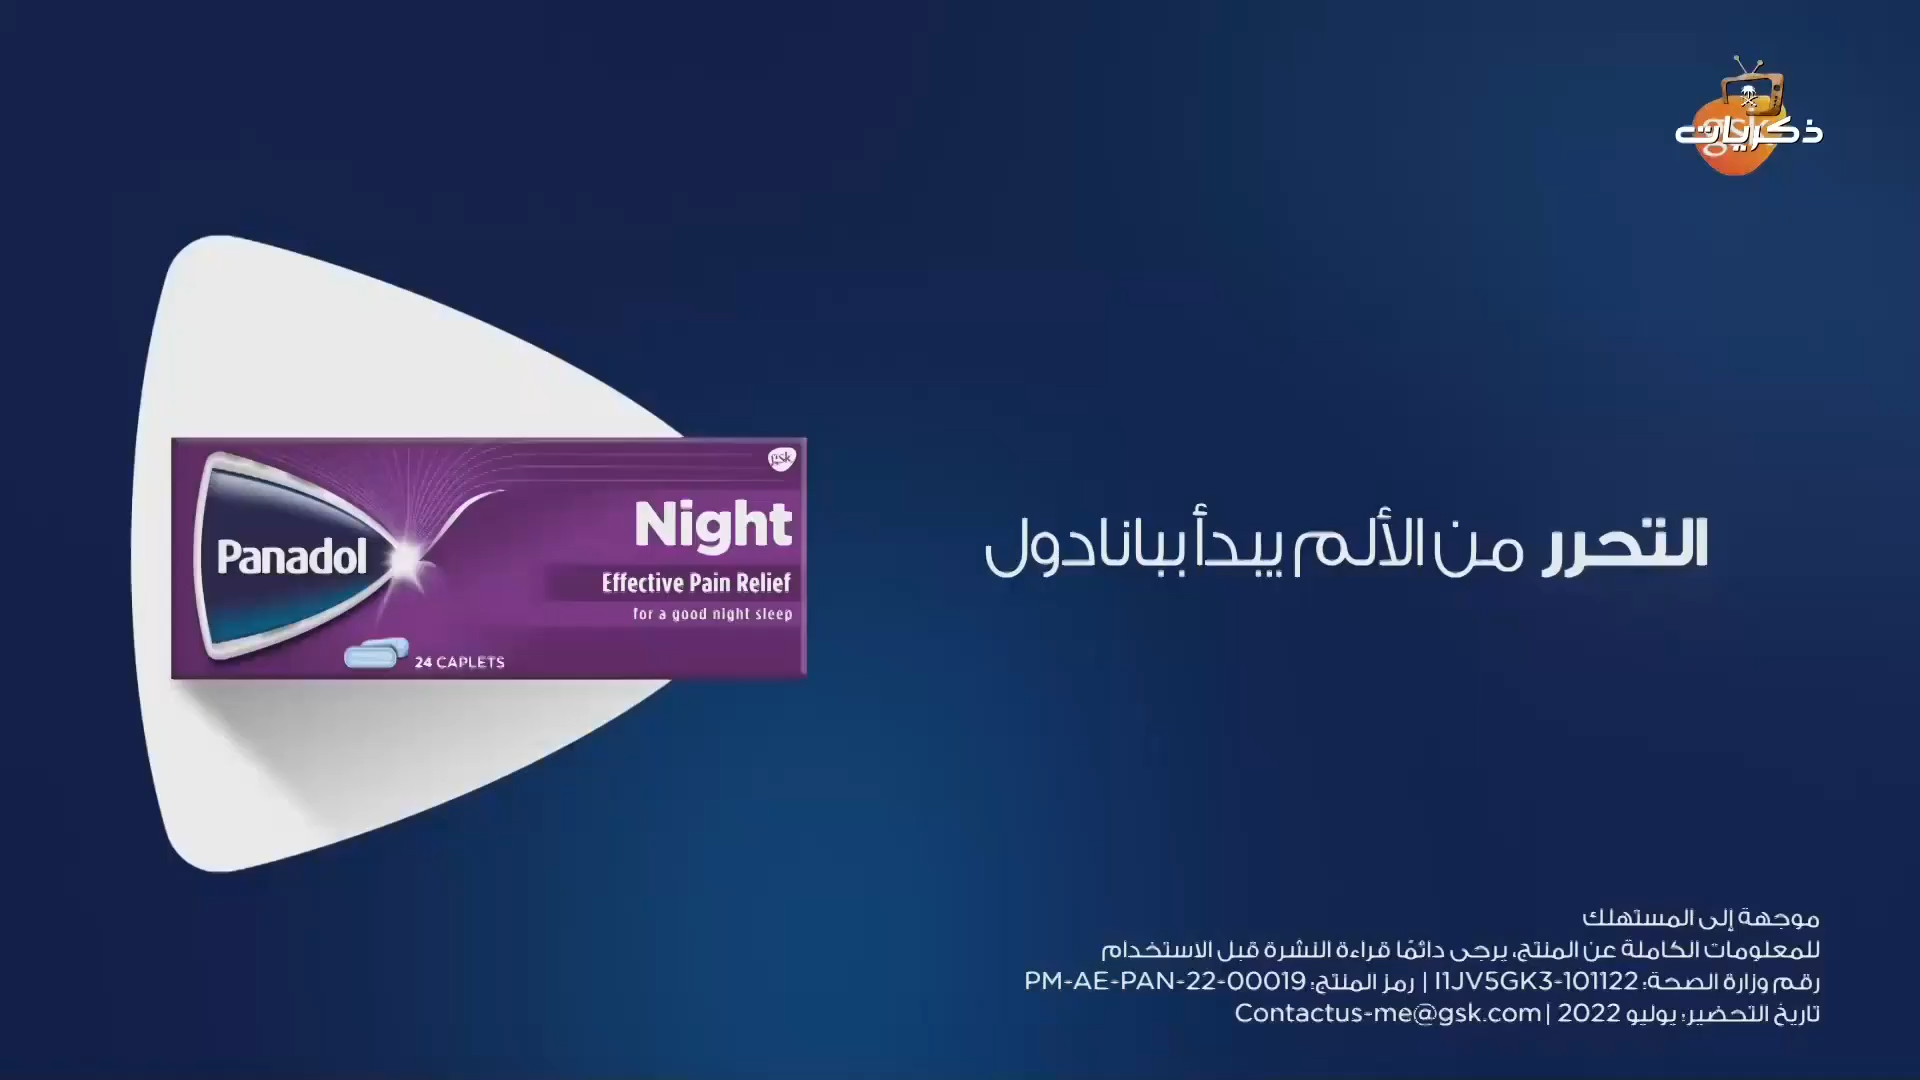 ذكريات
gsk
gsk
Night
Panadol
Effective Pain Relief
for a good night sleep
24 CAPLETS
التحرر من الألم يبدأ ببانادول
موجهة إلى المستهلك
للمعلومات الكاملة عن المنتج، يرجى دائمًا قراءة النشرة قبل الاستخدام
رقم وزارة الصحة: I1JV5GK3-101122 | رمز المنتج: PM-AE-PAN-22-00019
تاريخ التحضير: يوليو 2022 | Contactus-me@gsk.com